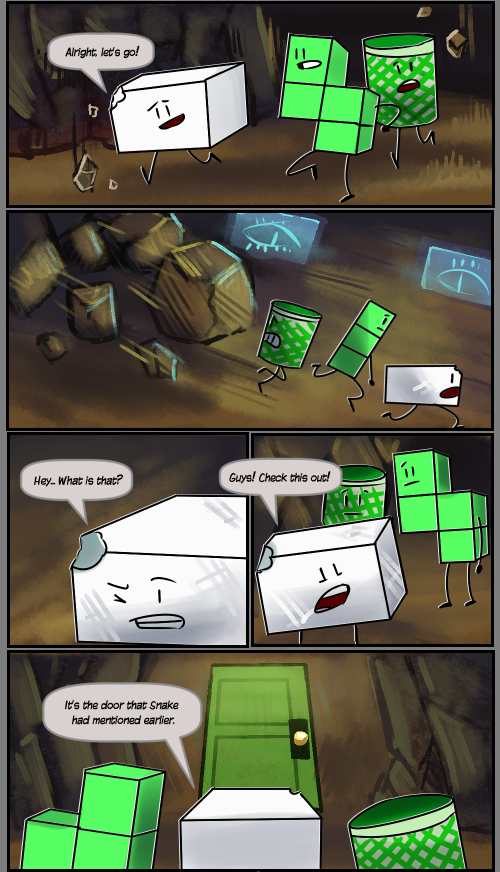 Alright, let's go!
Hey... What is that?
Guys! Check this out!
It's the door that Snake
had mentioned earlier.